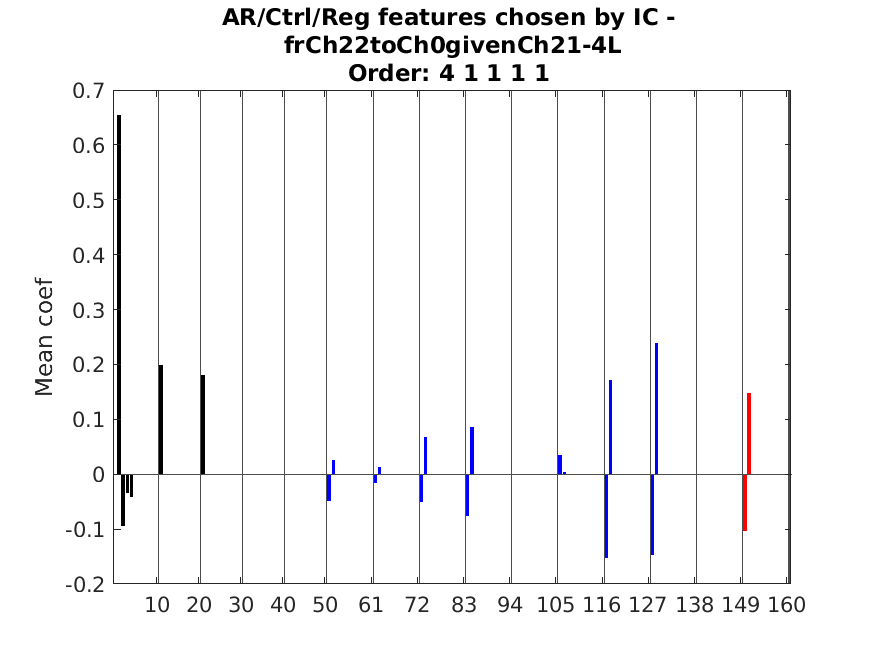 AR/Ctrl/Reg features chosen by IC -
frCh22toCh0givenCh21-4L
Order: 4 1 1 1 1
0.7
0.6
0.5
0.4
0.3
0.2
0.1
0
-0.1
-0.2
Mean coef
10 20 30 40 50 61 72 83 94 105 116 127 138 149 160